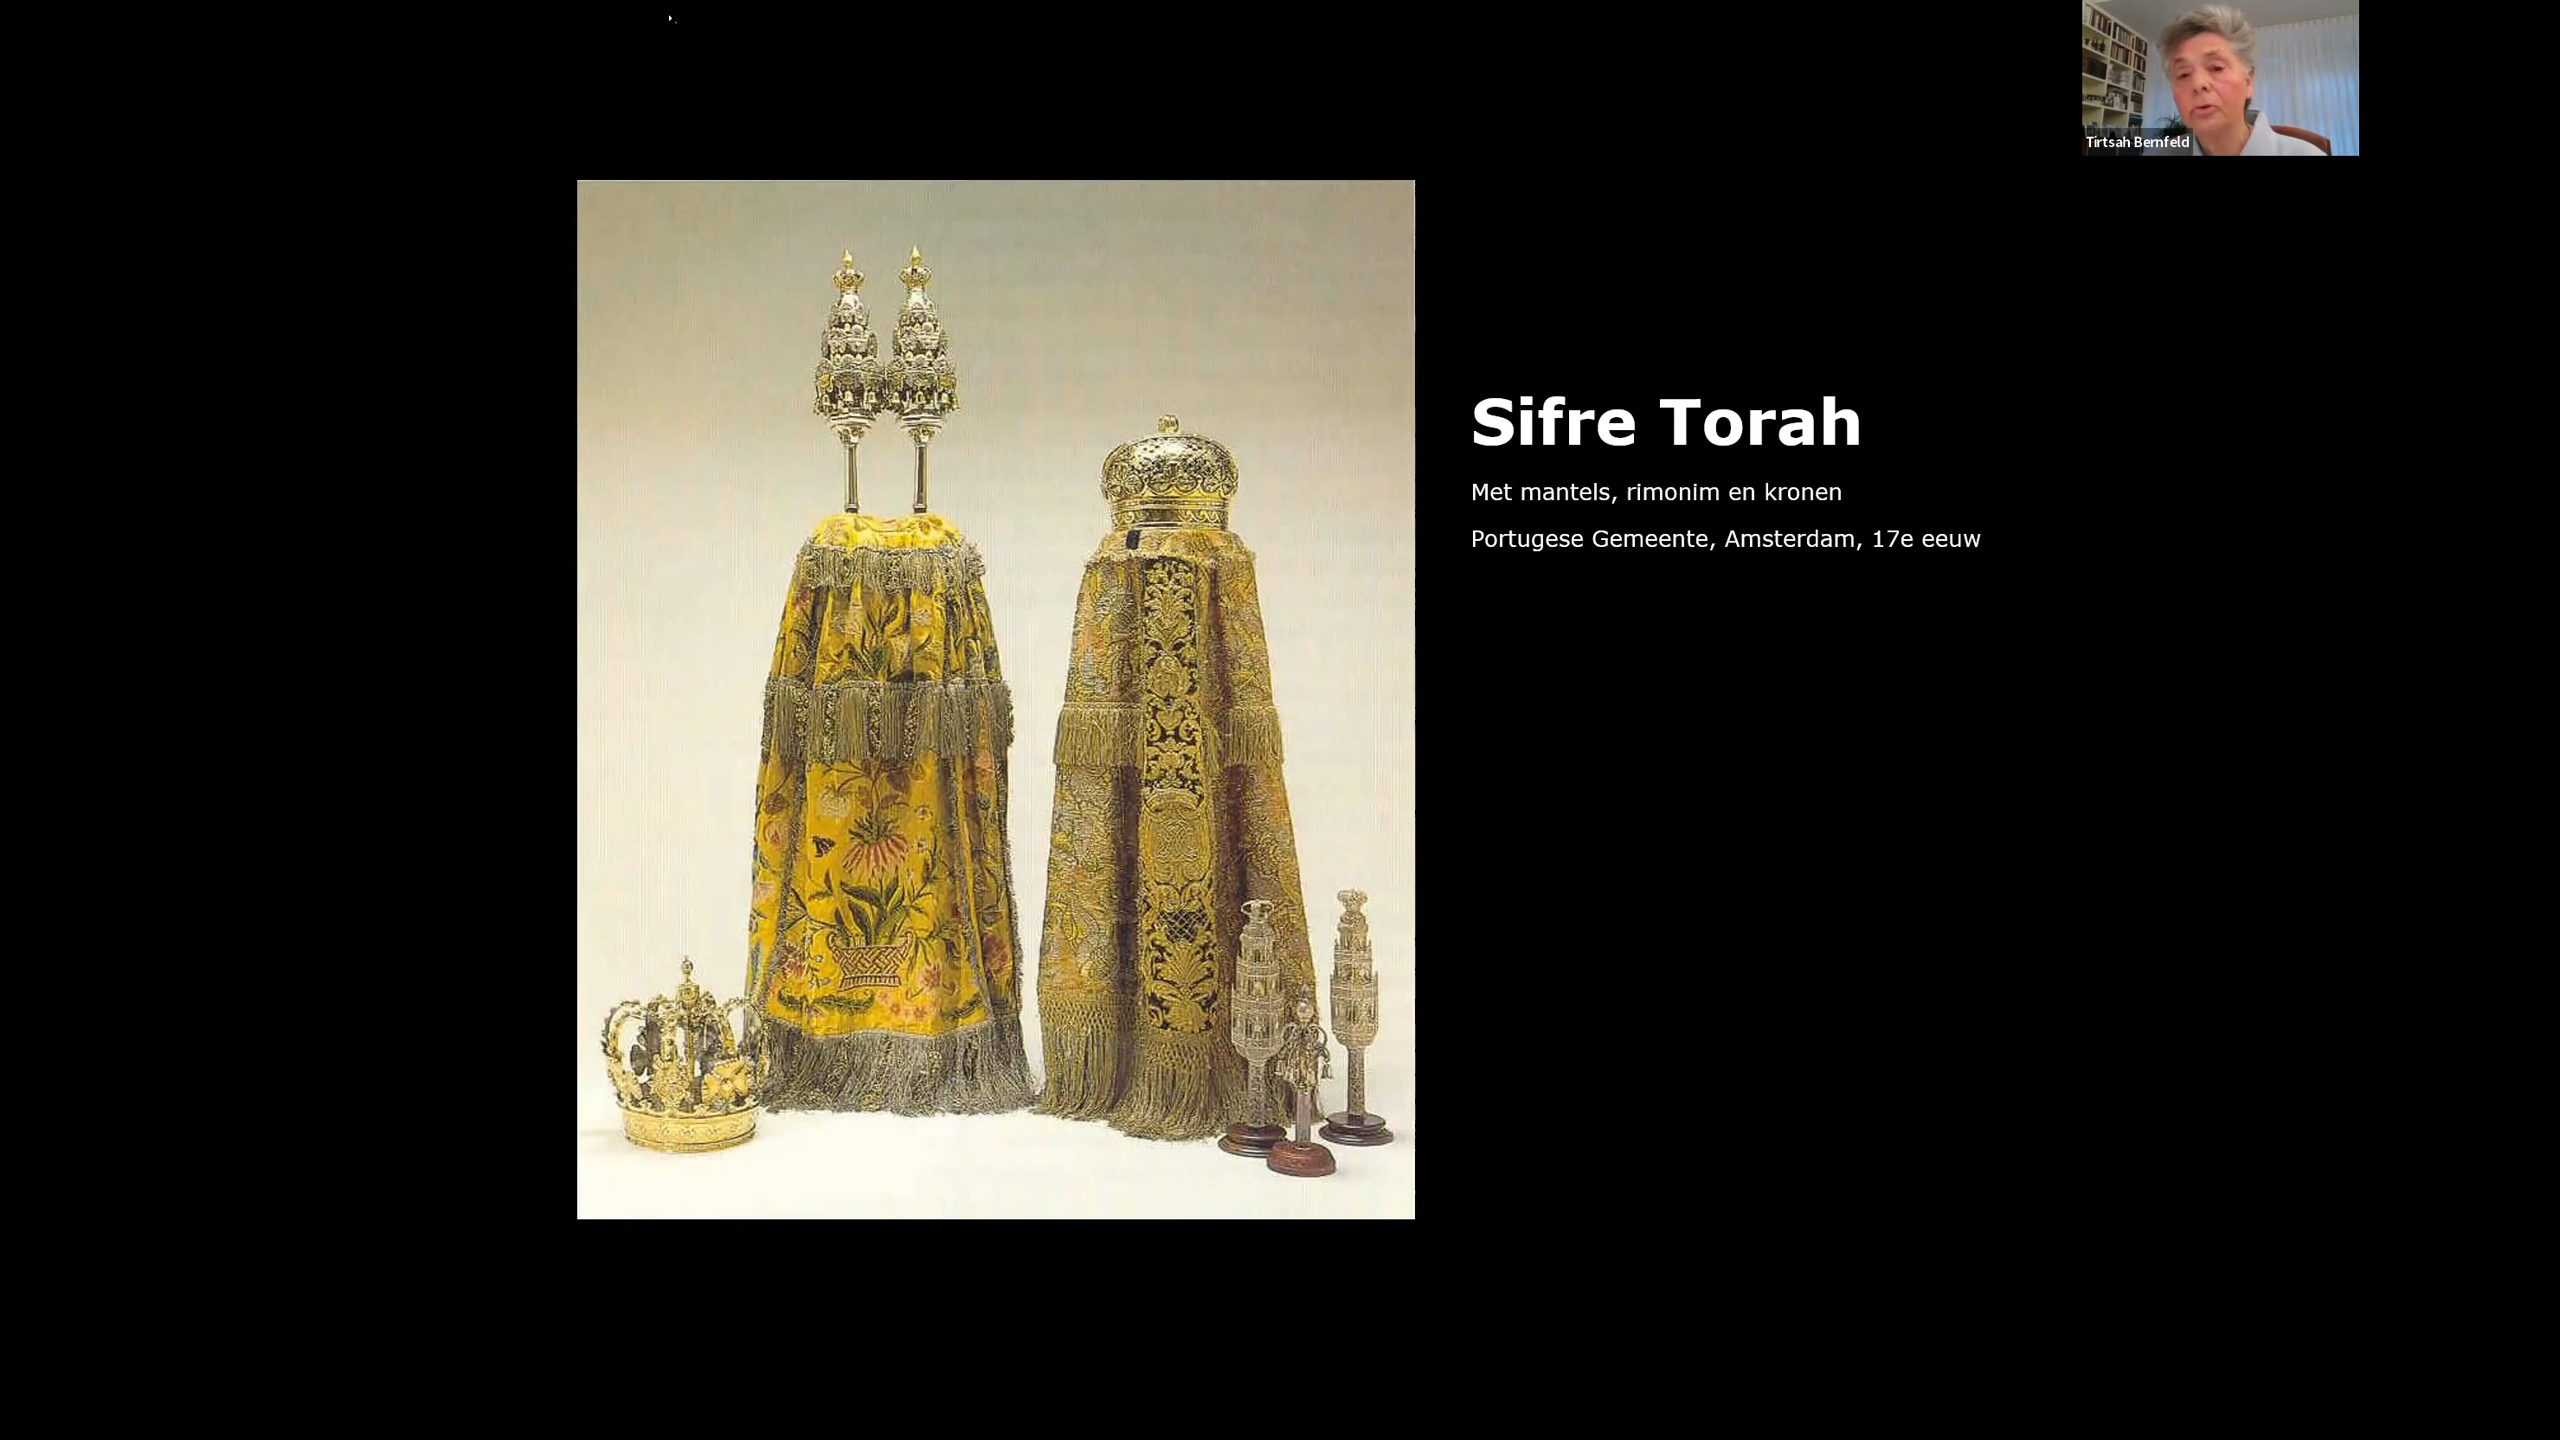 Tirtsah Bernfeld
Sifre Torah
Met mantels, rimonim en kronen
Portugese Gemeente, Amsterdam, 17e eeuw